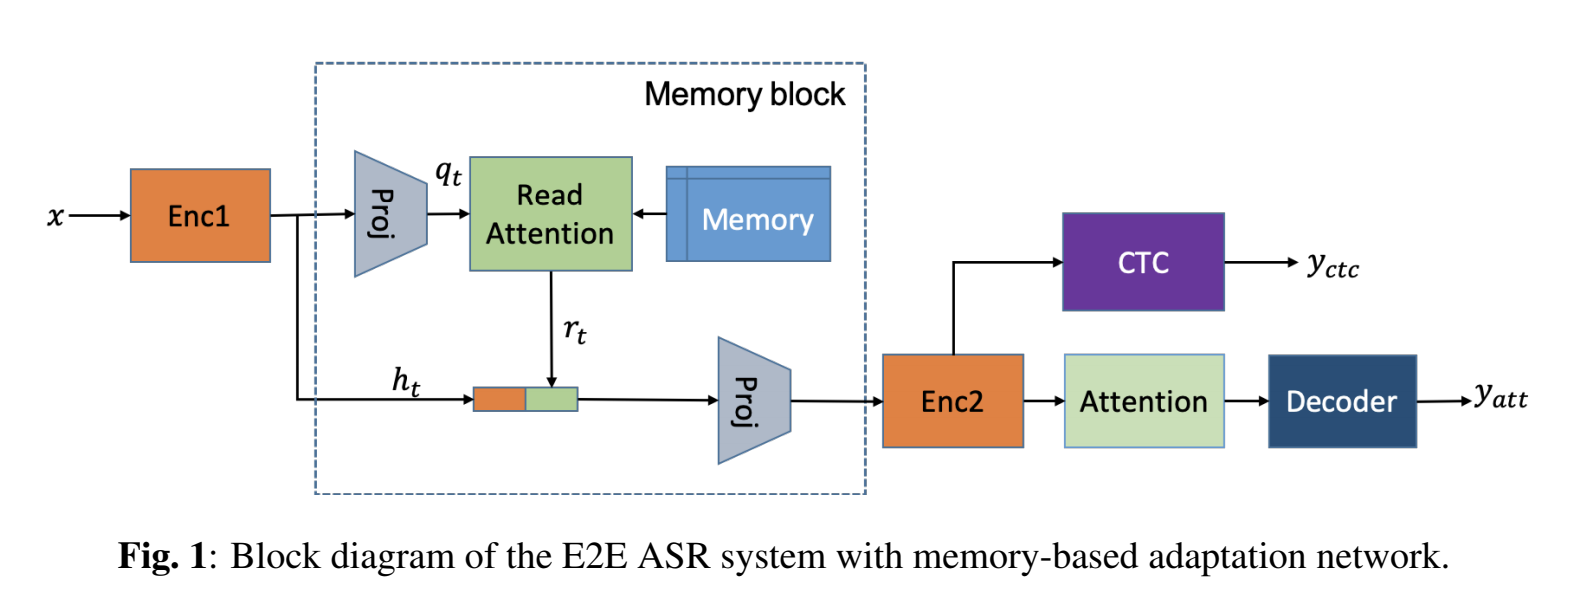 Memory block
x
Enc1
Proj
q_t
Read
Attention
Memory
r_t
h_t
Proj
Enc2
CTC
y_ctc
Attention
Decoder
y_att
Fig. 1: Block diagram of the E2E ASR system with memory-based adaptation network.